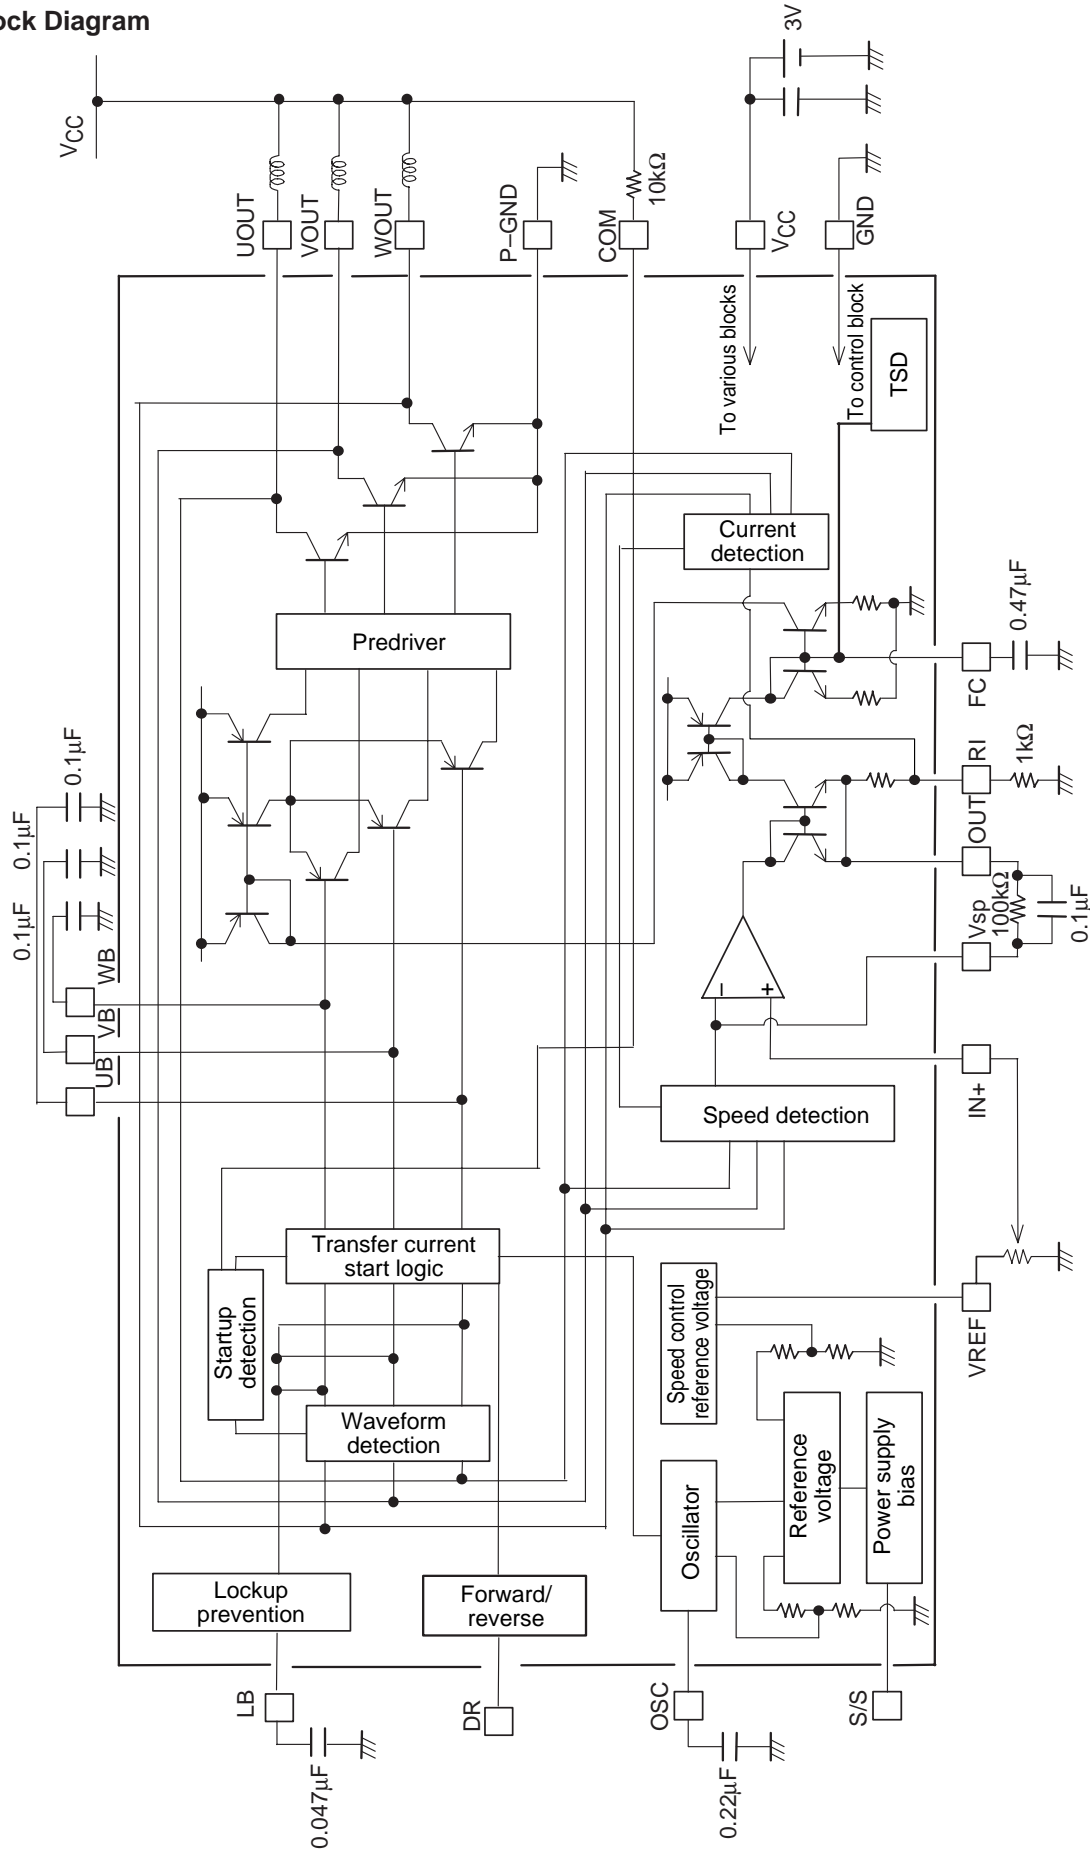 ock Diagram
3V
VCC
10kΩ
UOUT
VOUT
WOUT
P–GND
COM
VCC
GND
To various blocks
To control block
TSD
Current
detection
Predriver
0.47µF
FC
0.1µF
0.1µF
0.1µF
RI
1kΩ
OUT
Vsp
100kΩ
0.1µF
WB
VB
UB
–
+
IN+
Speed detection
Transfer current
start logic
Startup
detection
Speed control
reference voltage
VREF
Waveform
detection
Oscillator
Reference
voltage
Power supply
bias
Lockup
prevention
Forward/
reverse
LB
DR
OSC
S/S
0.047µF
0.22µF